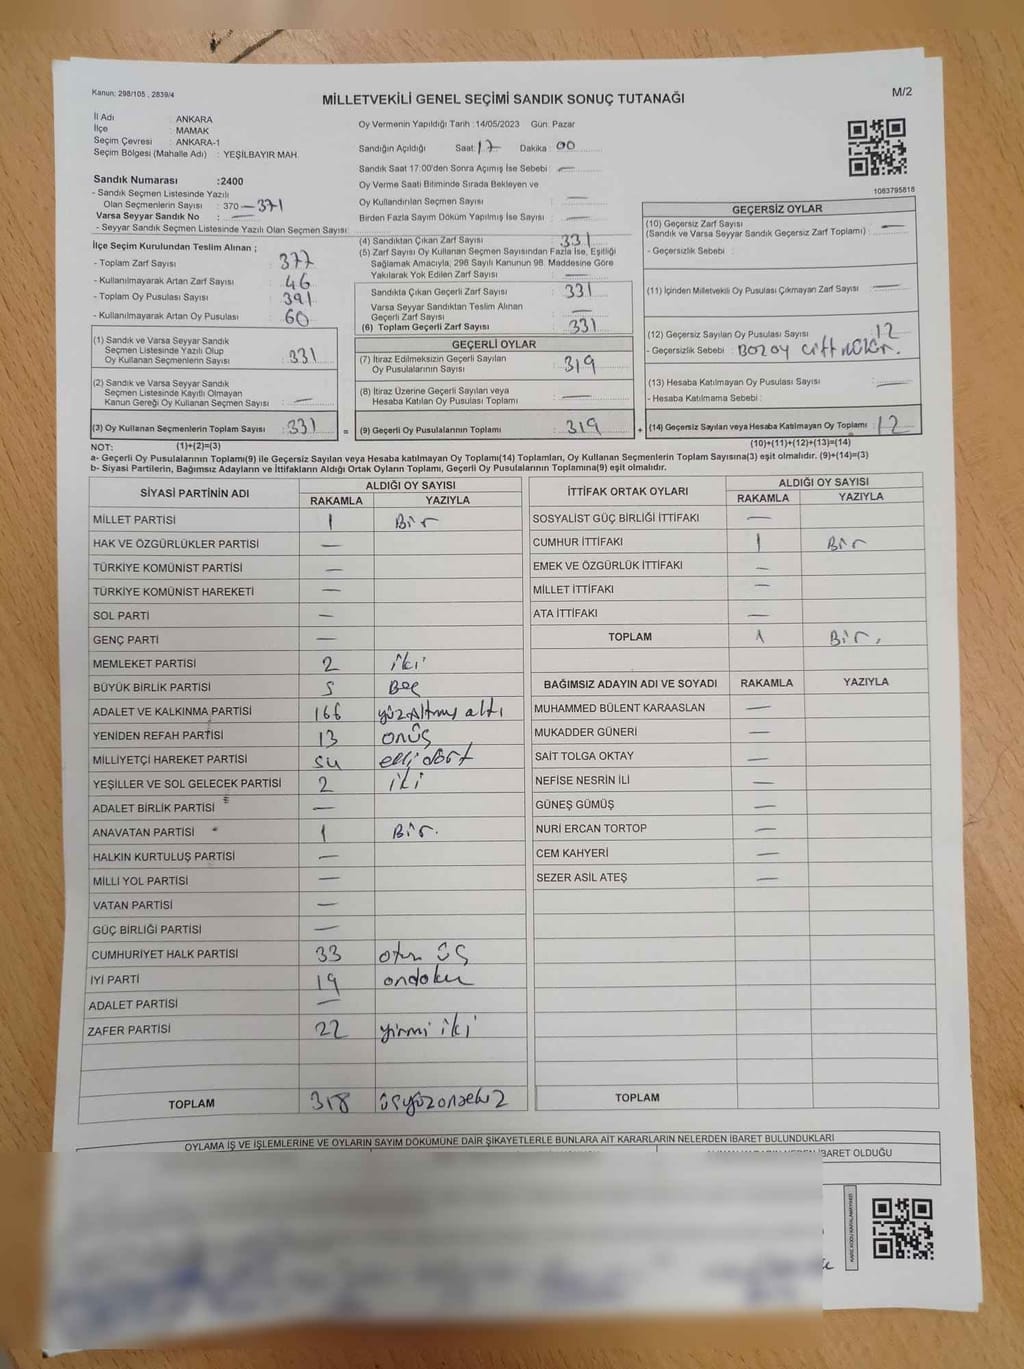 Kanun: 298/105 , 2839/4
MİLLETVEKİLİ GENEL SEÇİMİ SANDIK SONUÇ TUTANAĞI
M/2
İl Adı : ANKARA
İlçe : MAMAK
Seçim Çevresi : ANKARA-1
Seçim Bölgesi (Mahalle Adı) : YEŞİLBAYIR MAH.
Oy Vermenin Yapıldığı Tarih :14/05/2023 Gün: Pazar
Sandığın Açıldığı Saat: 17 Dakika : 00
Sandık Saat 17:00'den Sonra Açımış İse Sebebi : —
Oy Verme Saati Bitiminde Sırada Bekleyen ve
Oy Kullandırılan Seçmen Sayısı : —
Birden Fazla Sayım Döküm Yapılmış İse Sayısı : —
1083795818
Sandık Numarası :2400
- Sandık Seçmen Listesinde Yazılı
Olan Seçmenlerin Sayısı : 370 — 371
Varsa Seyyar Sandık No : —
- Seyyar Sandık Seçmen Listesinde Yazılı Olan Seçmen Sayısı:
İlçe Seçim Kurulundan Teslim Alınan ;
- Toplam Zarf Sayısı : 377
- Kullanılmayarak Artan Zarf Sayısı : 46
- Toplam Oy Pusulası Sayısı : 391
- Kullanılmayarak Artan Oy Pusulası : 60
(1) Sandık ve Varsa Seyyar Sandık
Seçmen Listesinde Yazılı Olup
Oy Kullanan Seçmenlerin Sayısı : 331
(2) Sandık ve Varsa Seyyar Sandık
Seçmen Listesinde Kayıtlı Olmayan
Kanun Gereği Oy Kullanan Seçmen Sayısı : —
(3) Oy Kullanan Seçmenlerin Toplam Sayısı : 331
(4) Sandıktan Çıkan Zarf Sayısı : 331
(5) Zarf Sayısı Oy Kullanan Seçmen Sayısından Fazla İse, Eşitliği
Sağlamak Amacıyla, 298 Sayılı Kanunun 98. Maddesine Göre
Yakılarak Yok Edilen Zarf Sayısı : —
Sandıkta Çıkan Geçerli Zarf Sayısı : 331
Varsa Seyyar Sandıktan Teslim Alınan
Geçerli Zarf Sayısı : —
(6) Toplam Geçerli Zarf Sayısı : 331
GEÇERLİ OYLAR
(7) İtiraz Edilmeksizin Geçerli Sayılan
Oy Pusulalarının Sayısı : 319
(8) İtiraz Üzerine Geçerli Sayılan veya
Hesaba Katılan Oy Pusulası Toplamı : —
= (9) Geçerli Oy Pusulalarının Toplamı : 319
GEÇERSİZ OYLAR
(10) Geçersiz Zarf Sayısı : —
(Sandık ve Varsa Seyyar Sandık Geçersiz Zarf Toplamı)
- Geçersizlik Sebebi :
(11) İçinden Milletvekili Oy Pusulası Çıkmayan Zarf Sayısı : —
(12) Geçersiz Sayılan Oy Pusulası Sayısı : 12
- Geçersizlik Sebebi :
(13) Hesaba Katılmayan Oy Pusulası Sayısı : —
- Hesaba Katılmama Sebebi :
+ (14) Geçersiz Sayılan veya Hesaba Katılmayan Oy Toplamı : 12
NOT: (1)+(2)=(3)
(10)+(11)+(12)+(13)=(14)
a- Geçerli Oy Pusulalarının Toplamı(9) ile Geçersiz Sayılan veya Hesaba katılmayan Oy Toplamı(14) Toplamları, Oy Kullanan Seçmenlerin Toplam Sayısına(3) eşit olmalıdır. (9)+(14)=(3)
b- Siyasi Partilerin, Bağımsız Adayların ve İttifakların Aldığı Ortak Oyların Toplamı, Geçerli Oy Pusulalarının Toplamına(9) eşit olmalıdır.
SİYASİ PARTİNİN ADI ALDIĞI OY SAYISI
RAKAMLA YAZIYLA
MİLLET PARTİSİ 1 Bir
HAK VE ÖZGÜRLÜKLER PARTİSİ —
TÜRKİYE KOMÜNİST PARTİSİ —
TÜRKİYE KOMÜNİST HAREKETİ —
SOL PARTİ —
GENÇ PARTİ —
MEMLEKET PARTİSİ 2 iki
BÜYÜK BİRLİK PARTİSİ 5 Beş
ADALET VE KALKINMA PARTİSİ 166 yüzaltmış altı
YENİDEN REFAH PARTİSİ 13 onüç
MİLLİYETÇİ HAREKET PARTİSİ 54 elli dört
YEŞİLLER VE SOL GELECEK PARTİSİ 2 iki
ADALET BİRLİK PARTİSİ —
ANAVATAN PARTİSİ 1 Bir.
HALKIN KURTULUŞ PARTİSİ —
MİLLİ YOL PARTİSİ —
VATAN PARTİSİ —
GÜÇ BİRLİĞİ PARTİSİ —
CUMHURİYET HALK PARTİSİ 33 otuz üç
İYİ PARTİ 19 ondoku
ADALET PARTİSİ —
ZAFER PARTİSİ 22 yirmi iki
TOPLAM 318 üçyüzonsekiz
İTTİFAK ORTAK OYLARI ALDIĞI OY SAYISI
RAKAMLA YAZIYLA
SOSYALİST GÜÇ BİRLİĞİ İTTİFAKI —
CUMHUR İTTİFAKI 1 Bir
EMEK VE ÖZGÜRLÜK İTTİFAKI —
MİLLET İTTİFAKI —
ATA İTTİFAKI —
TOPLAM 1 Bir.
BAĞIMSIZ ADAYIN ADI VE SOYADI RAKAMLA YAZIYLA
MUHAMMED BÜLENT KARAASLAN —
MUKADDER GÜNERİ —
SAİT TOLGA OKTAY —
NEFİSE NESRİN İLİ —
GÜNEŞ GÜMÜŞ —
NURİ ERCAN TORTOP —
CEM KAHYERİ —
SEZER ASİL ATEŞ —
TOPLAM
OYLAMA İŞ VE İŞLEMLERİNE VE OYLARIN SAYIM DÖKÜMÜNE DAİR ŞİKAYETLERLE BUNLARA AİT KARARLARIN NELERDEN İBARET BULUNDUKLARI
İBARET OLDUĞU